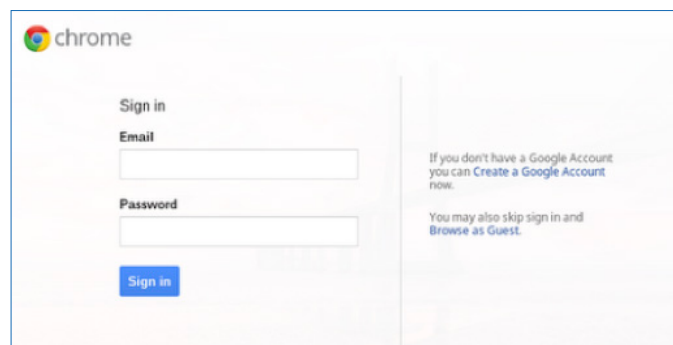 chrome
Sign in
Email
Password
Sign in
If you don't have a Google Account
you can Create a Google Account
now.
You may also skip sign in and
Browse as Guest.